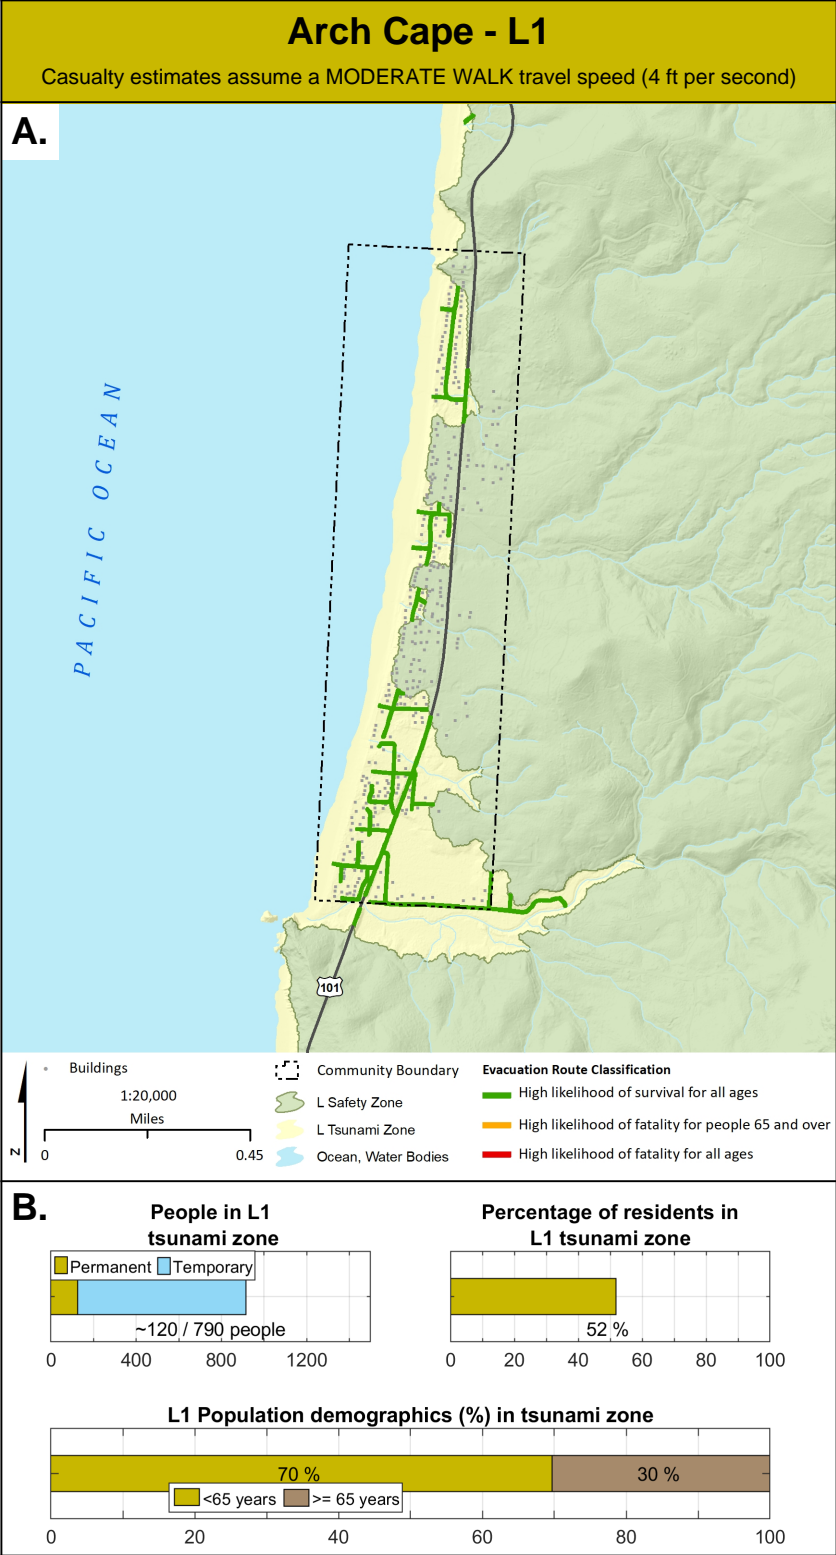 Arch Cape - L1
Casualty estimates assume a MODERATE WALK travel speed (4 ft per second)
A.
PACIFIC OCEAN
101
N
Buildings
1:20,000
Miles
0 0.45
Community Boundary
L Safety Zone
L Tsunami Zone
Ocean, Water Bodies
Evacuation Route Classification
High likelihood of survival for all ages
High likelihood of fatality for people 65 and over
High likelihood of fatality for all ages
B.
People in L1
tsunami zone
Permanent Temporary
~120 / 790 people
0 400 800 1200
Percentage of residents in
L1 tsunami zone
52 %
0 20 40 60 80 100
L1 Population demographics (%) in tsunami zone
70 % 30 %
<65 years >= 65 years
0 20 40 60 80 100